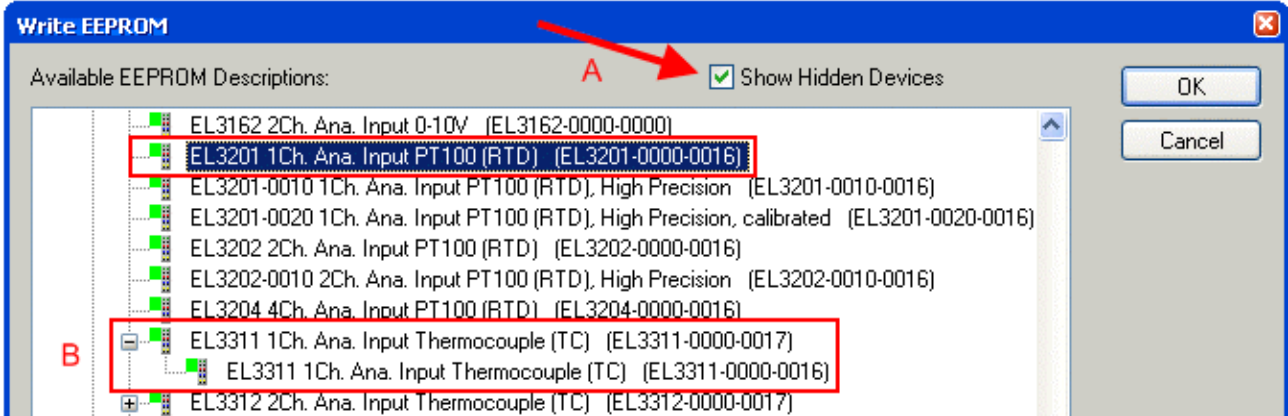 Write EEPROM
Available EEPROM Descriptions:
A
Show Hidden Devices
OK
Cancel
EL3162 2Ch. Ana. Input 0-10V (EL3162-0000-0000)
EL3201 1Ch. Ana. Input PT100 (RTD) (EL3201-0000-0016)
EL3201-0010 1Ch. Ana. Input PT100 (RTD), High Precision (EL3201-0010-0016)
EL3201-0020 1Ch. Ana. Input PT100 (RTD), High Precision, calibrated (EL3201-0020-0016)
EL3202 2Ch. Ana. Input PT100 (RTD) (EL3202-0000-0016)
EL3202-0010 2Ch. Ana. Input PT100 (RTD), High Precision (EL3202-0010-0016)
EL3204 4Ch. Ana. Input PT100 (RTD) (EL3204-0000-0016)
B
EL3311 1Ch. Ana. Input Thermocouple (TC) (EL3311-0000-0017)
EL3311 1Ch. Ana. Input Thermocouple (TC) (EL3311-0000-0016)
EL3312 2Ch. Ana. Input Thermocouple (TC) (EL3312-0000-0017)